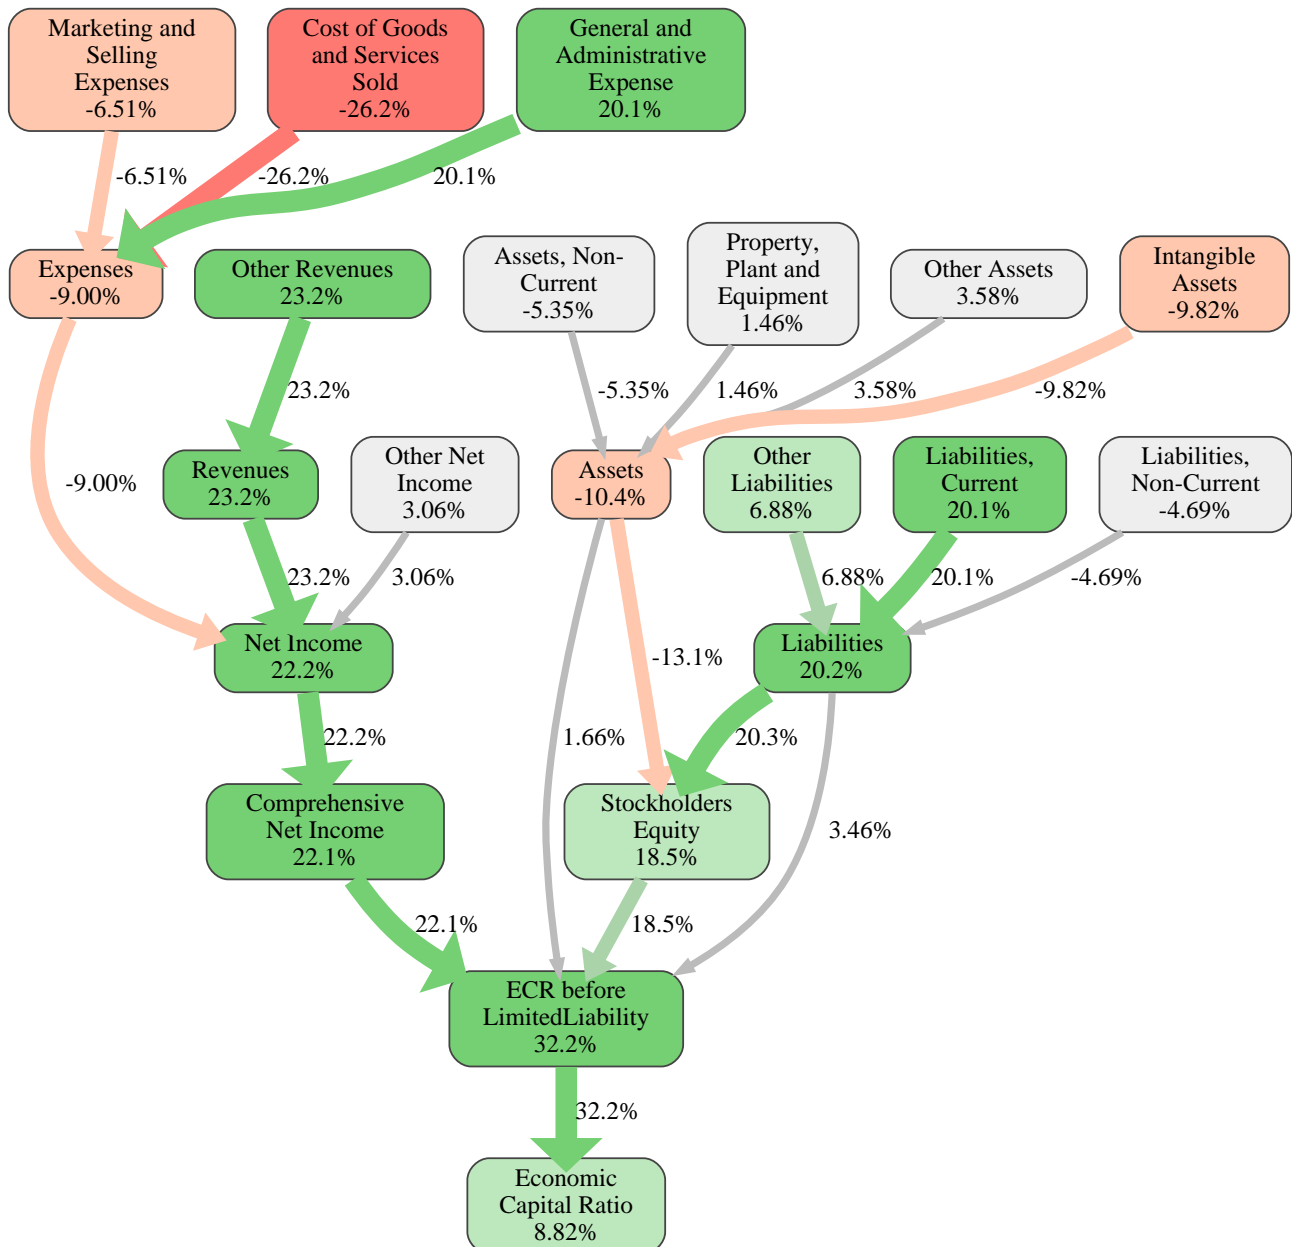 Marketing and
Selling
Expenses
-6.51%
Cost of Goods
and Services
Sold
-26.2%
General and
Administrative
Expense
20.1%
-6.51%
-26.2%
20.1%
Expenses
-9.00%
Other Revenues
23.2%
Assets, Non-
Current
-5.35%
Property,
Plant and
Equipment
1.46%
Other Assets
3.58%
Intangible
Assets
-9.82%
23.2%
-5.35%
1.46%
3.58%
-9.82%
-9.00%
Revenues
23.2%
Other Net
Income
3.06%
Assets
-10.4%
Other
Liabilities
6.88%
Liabilities,
Current
20.1%
Liabilities,
Non-Current
-4.69%
23.2%
3.06%
6.88%
20.1%
-4.69%
Net Income
22.2%
-13.1%
Liabilities
20.2%
22.2%
1.66%
20.3%
Comprehensive
Net Income
22.1%
Stockholders
Equity
18.5%
3.46%
22.1%
18.5%
ECR before
LimitedLiability
32.2%
32.2%
Economic
Capital Ratio
8.82%